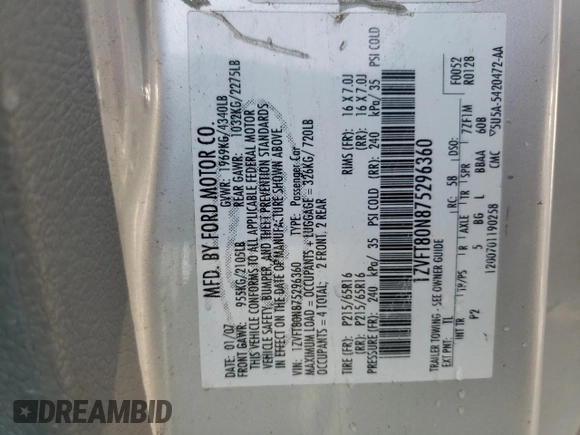 MFD. BY FORD MOTOR CO.
DATE: 01/07 GVWR: 1969KG/4340LB
FRONT GAWR: 955KG/2105LB REAR GAWR: 1032KG/2275LB
THIS VEHICLE CONFORMS TO ALL APPLICABLE FEDERAL MOTOR
VEHICLE SAFETY, BUMPER, AND THEFT PREVENTION STANDARDS
IN EFFECT ON THE DATE OF MANUFACTURE SHOWN ABOVE.
VIN: 1ZVFT80N875296360 TYPE: Passenger Car
MAXIMUM LOAD = OCCUPANTS + LUGGAGE = 326KG/ 720LB
OCCUPANTS = 4 TOTAL: 2 FRONT, 2 REAR
TIRE (FR): P215/65R16 RIMS (FR): 16 X 7.0J
(RR): P215/65R16 (RR): 16 X 7.0J
PRESSURE (FR): 240 kPa/ 35 PSI COLD (RR): 240 kPa/ 35 PSI COLD
1ZVFT80N875296360
F0052
R0128
TRAILER TOWING - SEE OWNER GUIDE
EXT PNT: TL RC: 58 DSO:
INT TR TP/PS R AXLE TR SPR 77F1M
P2 5 BG L BBAA 60B
1200701190258 CMC 5U5A-5420472-AA
DREAMBID